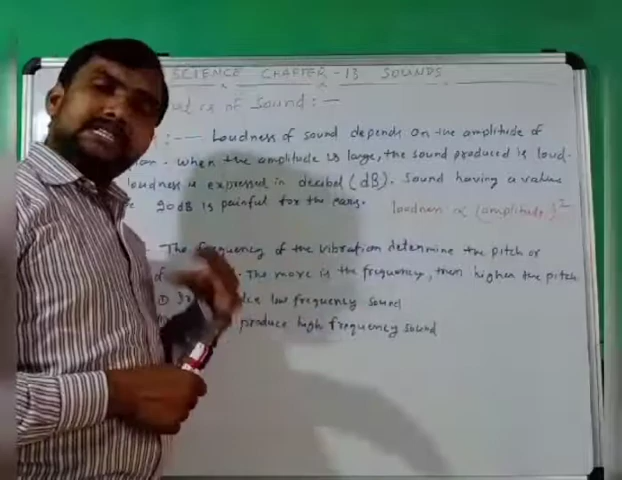 SCIENCE CHAPTER-13 SOUNDS
of Sound:-
:- Loudness of sound depends on the amplitude of
when the amplitude is large, the sound produced is loud.
loudness is expressed in decibel (dB). Sound having a value
dB is painful for the ears. loudness ∝ (amplitude)²
The frequency of the vibration determine the pitch or
The more is the frequency, then higher the pitch
① low frequency sound
produce high frequency sound